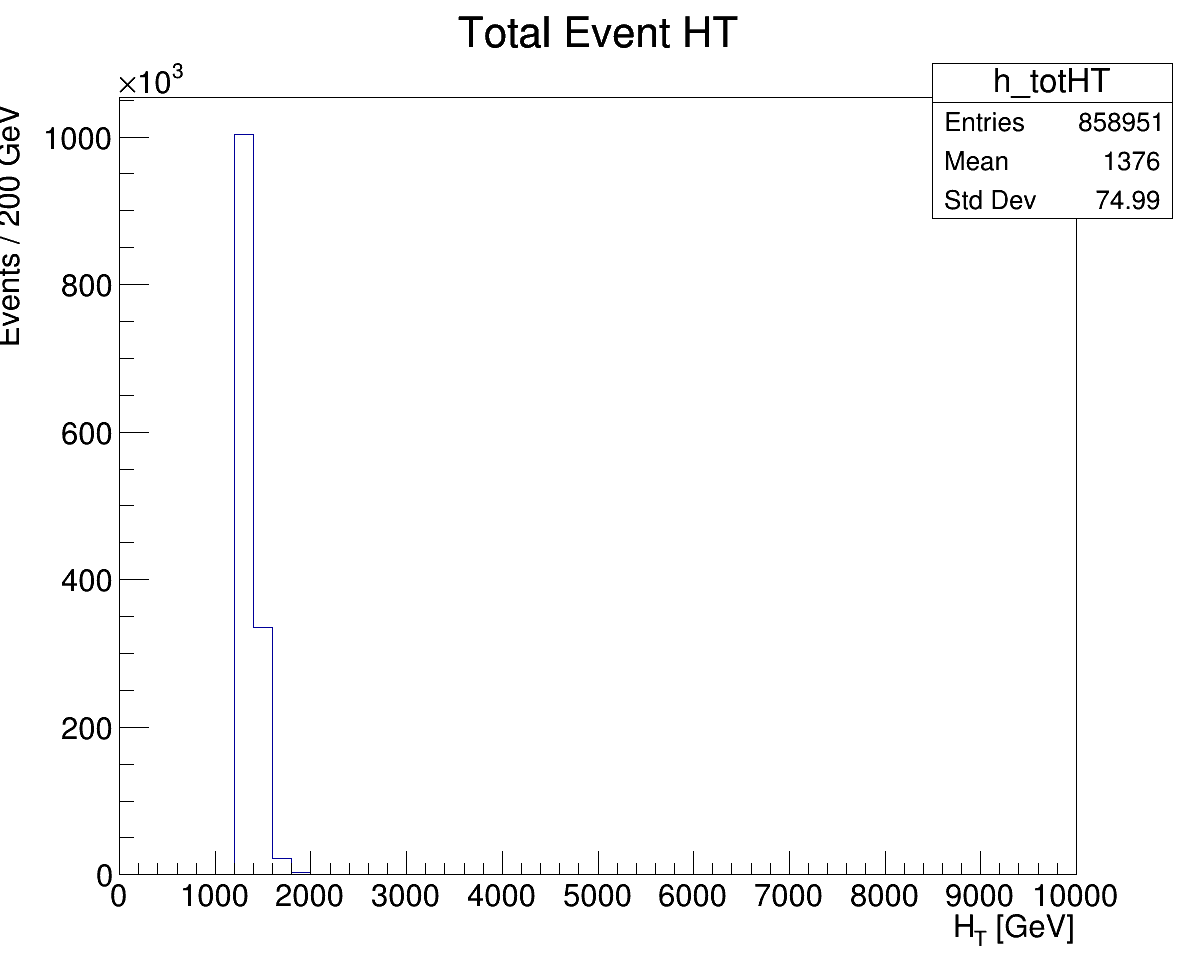 Total Event HT
×10³
h_totHT
Entries 858951
Mean 1376
Std Dev 74.99
Events / 200 GeV
1000
800
600
400
200
0
0 1000 2000 3000 4000 5000 6000 7000 8000 9000 10000
H_T [GeV]